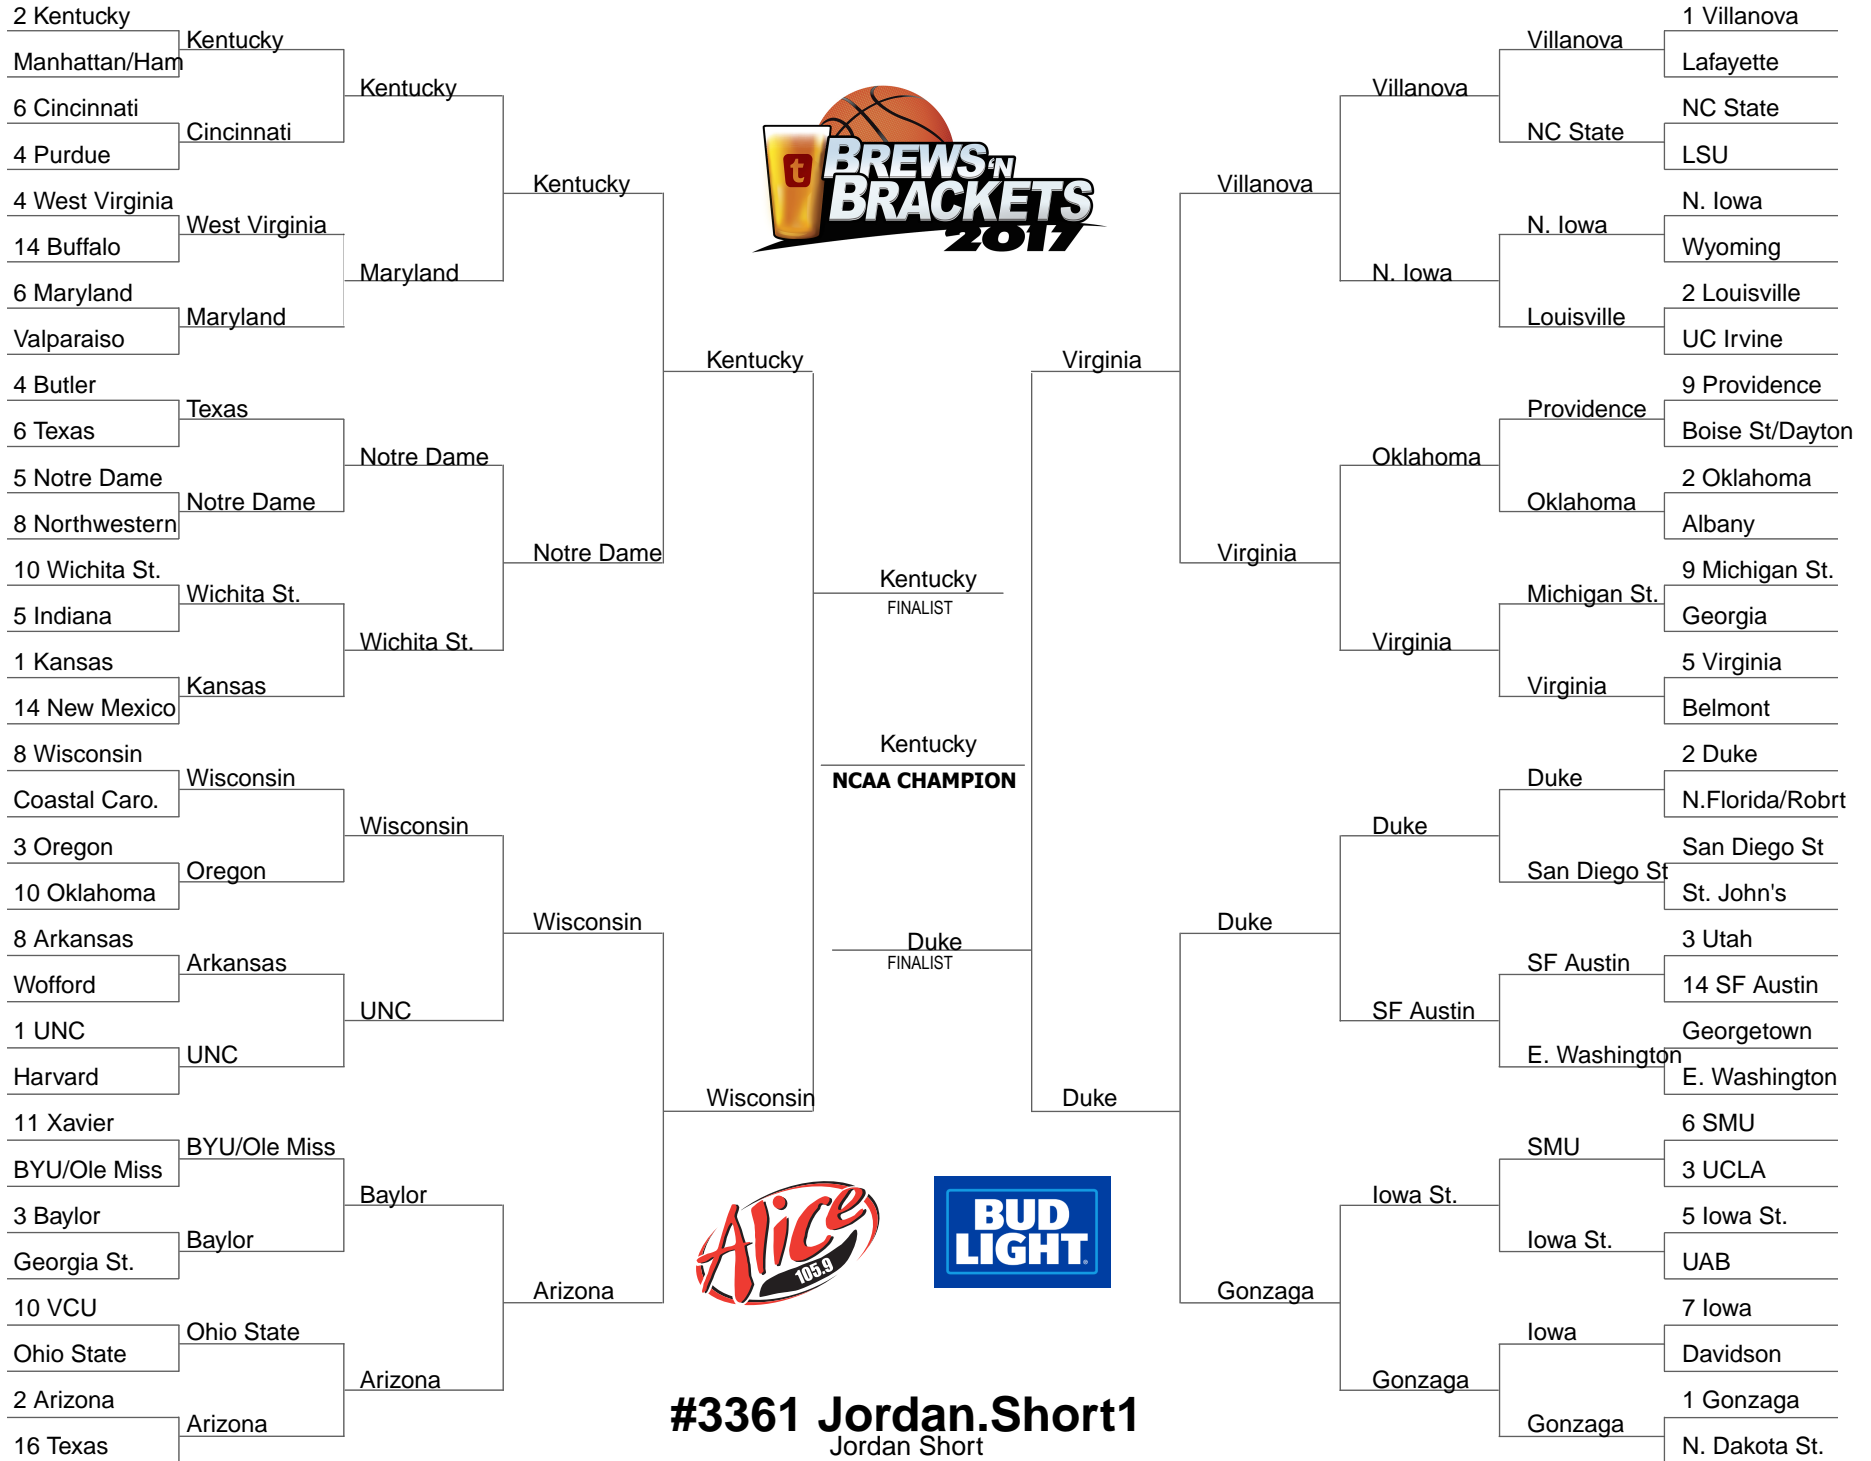 2 Kentucky
Manhattan/Ham
6 Cincinnati
4 Purdue
4 West Virginia
14 Buffalo
6 Maryland
Valparaiso
4 Butler
6 Texas
5 Notre Dame
8 Northwestern
10 Wichita St.
5 Indiana
1 Kansas
14 New Mexico
8 Wisconsin
Coastal Caro.
3 Oregon
10 Oklahoma
8 Arkansas
Wofford
1 UNC
Harvard
11 Xavier
BYU/Ole Miss
3 Baylor
Georgia St.
10 VCU
Ohio State
2 Arizona
16 Texas
Kentucky
Cincinnati
West Virginia
Maryland
Texas
Notre Dame
Wichita St.
Kansas
Wisconsin
Oregon
Arkansas
UNC
BYU/Ole Miss
Baylor
Ohio State
Arizona
Kentucky
Maryland
Notre Dame
Wichita St.
Wisconsin
UNC
Baylor
Arizona
Kentucky
Notre Dame
Wisconsin
Arizona
Kentucky
Wisconsin
t
BREWS 'N
BRACKETS
2017
Kentucky
FINALIST
Kentucky
NCAA CHAMPION
Duke
FINALIST
Alice
105.9
BUD
LIGHT
#3361 Jordan.Short1
Jordan Short
Virginia
Duke
Villanova
Virginia
Duke
Gonzaga
Villanova
N. Iowa
Oklahoma
Virginia
Duke
SF Austin
Iowa St.
Gonzaga
Villanova
NC State
N. Iowa
Louisville
Providence
Oklahoma
Michigan St.
Virginia
Duke
San Diego St
SF Austin
E. Washington
SMU
Iowa St.
Iowa
Gonzaga
1 Villanova
Lafayette
NC State
LSU
N. Iowa
Wyoming
2 Louisville
UC Irvine
9 Providence
Boise St/Dayton
2 Oklahoma
Albany
9 Michigan St.
Georgia
5 Virginia
Belmont
2 Duke
N.Florida/Robrt
San Diego St
St. John's
3 Utah
14 SF Austin
Georgetown
E. Washington
6 SMU
3 UCLA
5 Iowa St.
UAB
7 Iowa
Davidson
1 Gonzaga
N. Dakota St.